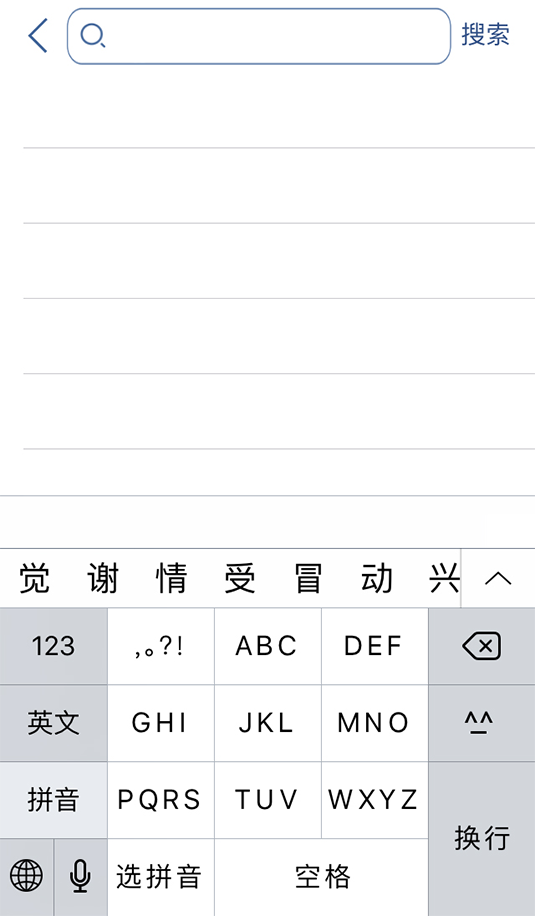 搜索
觉 谢 情 受 冒 动 兴
123 ,。?! ABC DEF
英文 GHI JKL MNO ^^
拼音 PQRS TUV WXYZ 换行
选拼音 空格